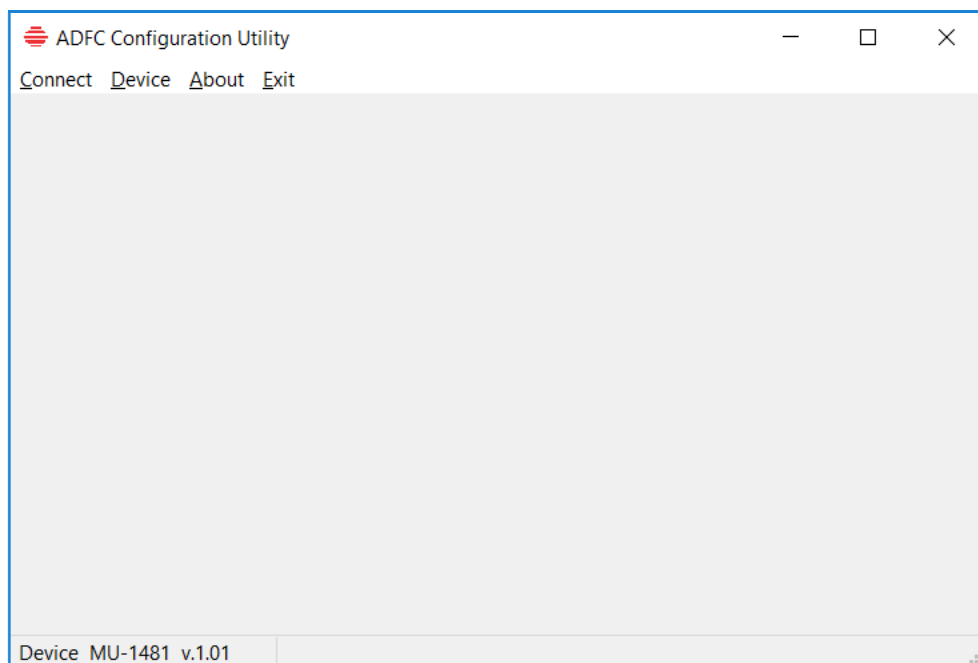 ADFC Configuration Utility
Connect Device About Exit
Device MU-1481 v.1.01